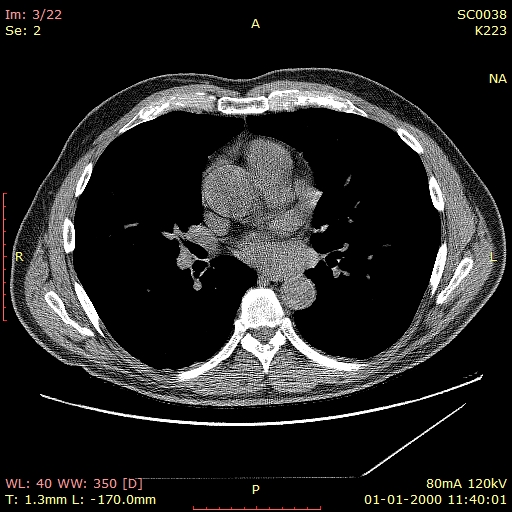 Im: 3/22
Se: 2
A
SC0038
K223
NA
R
L
WL: 40 WW: 350 [D]
T: 1.3mm L: -170.0mm
P
80mA 120kV
01-01-2000 11:40:01